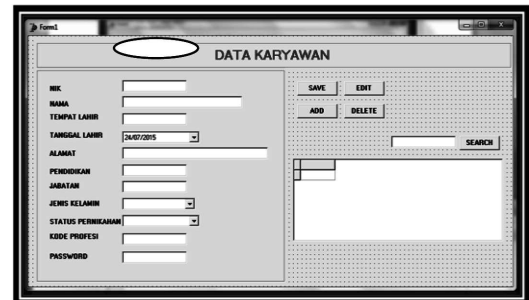 Form1
DATA KARYAWAN
NIK
NAMA
TEMPAT LAHIR
TANGGAL LAHIR 24/07/2015
ALAMAT
PENDIDIKAN
JABATAN
JENIS KELAMIN
STATUS PERNIKAHAN
KODE PROFESI
PASSWORD
SAVE EDIT
ADD DELETE
SEARCH